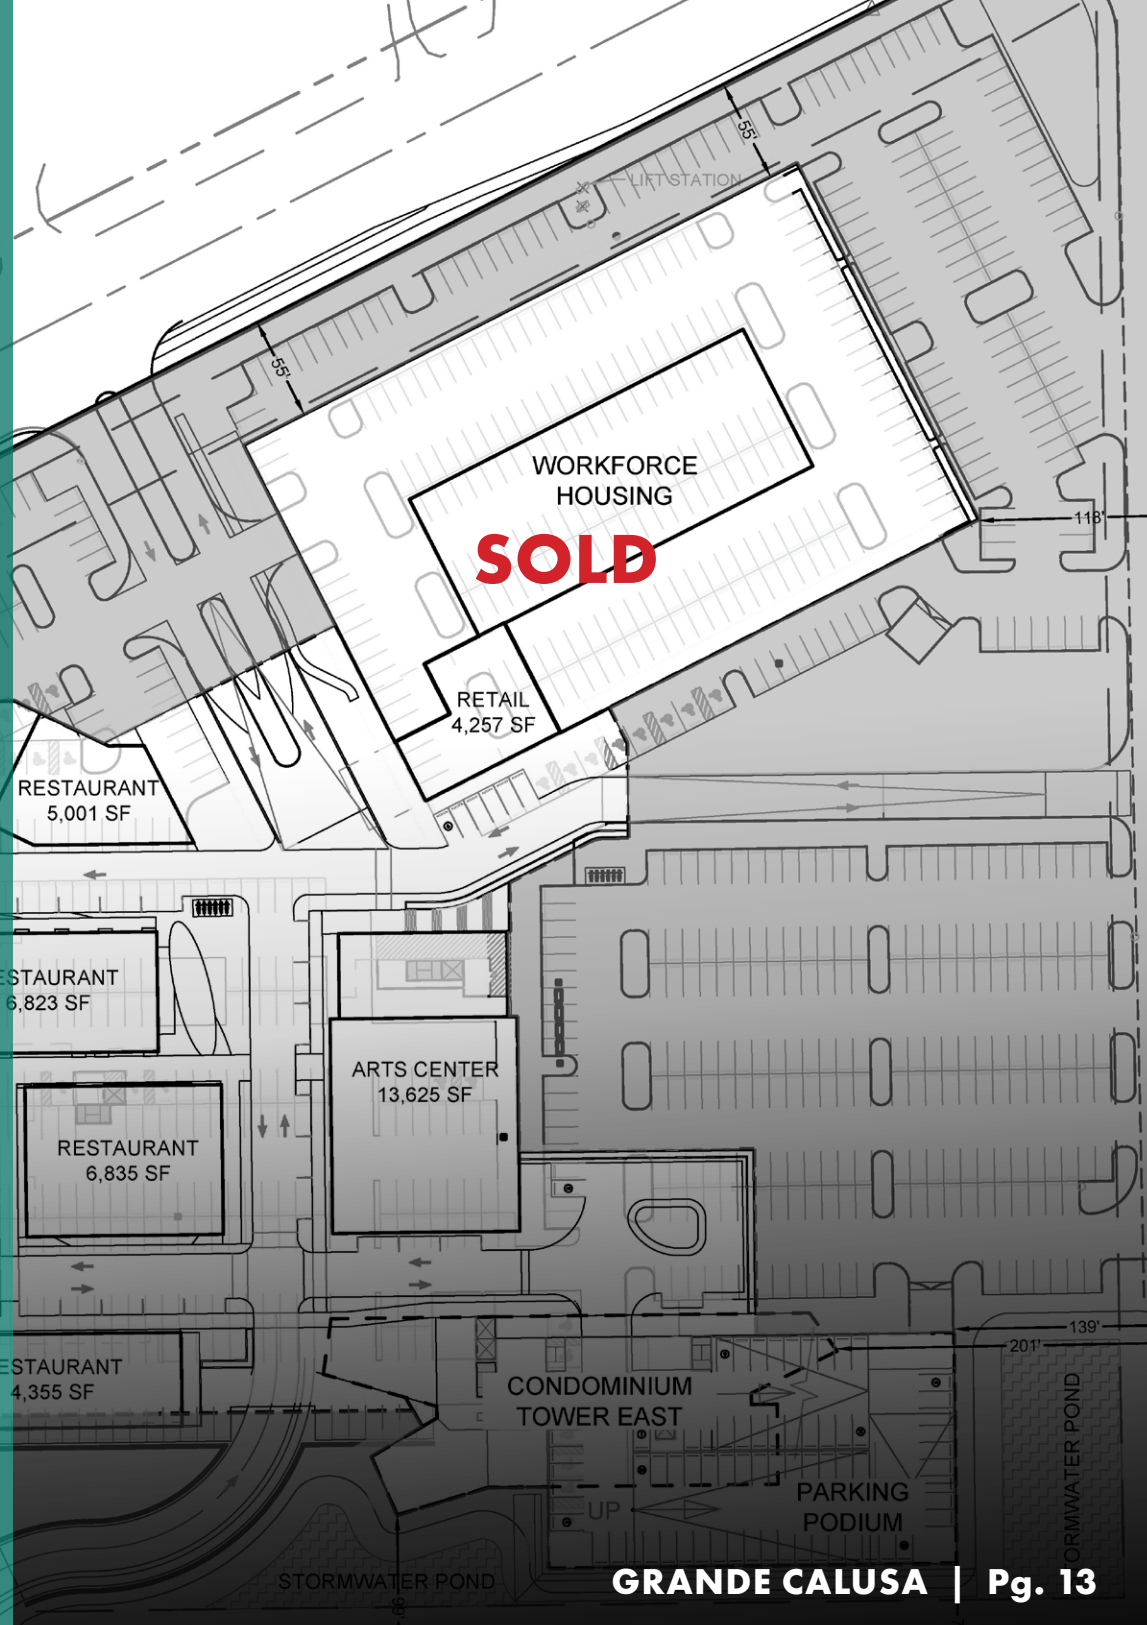 55'
LIFT STATION
55'
WORKFORCE
HOUSING
SOLD
118'
RETAIL
4,257 SF
RESTAURANT
5,001 SF
ESTAURANT
6,823 SF
ARTS CENTER
13,625 SF
RESTAURANT
6,835 SF
139'
201'
ESTAURANT
4,355 SF
CONDOMINIUM
TOWER EAST
PARKING
PODIUM
UP
ORMWATER POND
STORMWATER POND
GRANDE CALUSA | Pg. 13